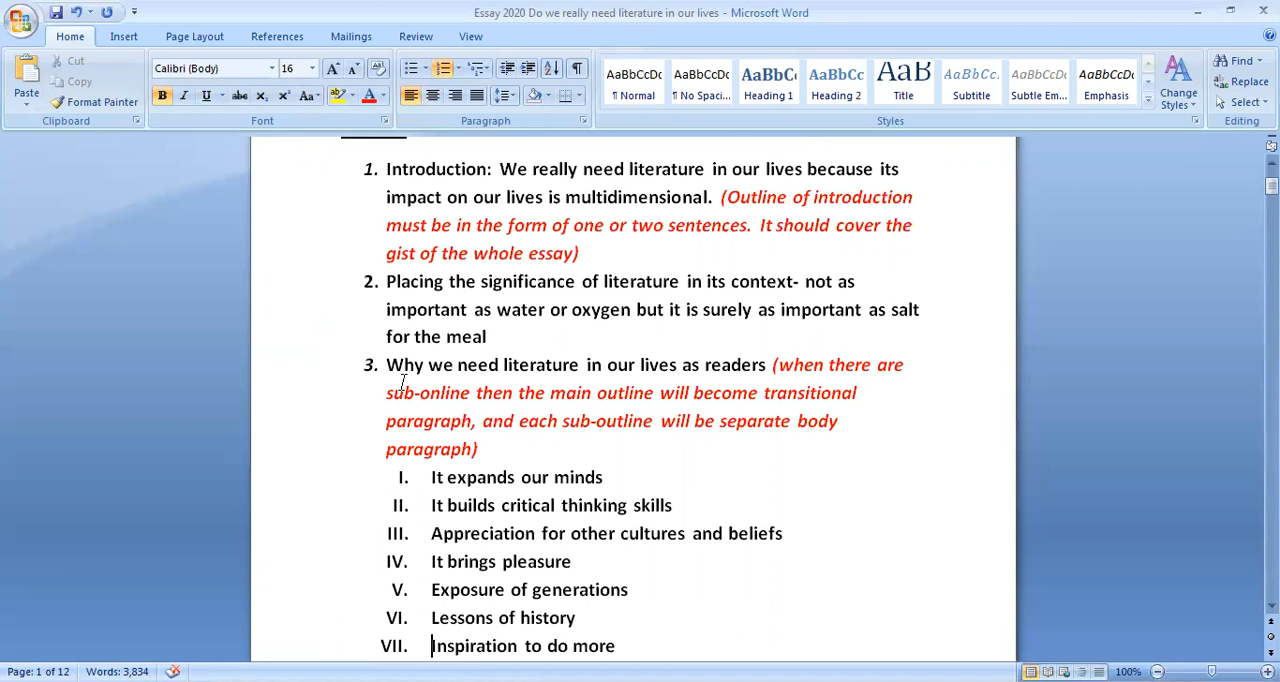 Essay 2020 Do we really need literature in our lives - Microsoft Word
Home Insert Page Layout References Mailings Review View
Paste
Cut
Copy
Format Painter
Clipboard
Calibri (Body) 16
Font
Paragraph
AaBbCcDc AaBbCcDc AaBbC AaBbCc AaB AaBbCc. AaBbCcDc AaBbCcDc
¶ Normal ¶ No Spaci... Heading 1 Heading 2 Title Subtitle Subtle Em... Emphasis
Styles
Change Styles
Find
Replace
Select
Editing
1. Introduction: We really need literature in our lives because its
impact on our lives is multidimensional. (Outline of introduction
must be in the form of one or two sentences. It should cover the
gist of the whole essay)
2. Placing the significance of literature in its context- not as
important as water or oxygen but it is surely as important as salt
for the meal
3. Why we need literature in our lives as readers (when there are
sub-online then the main outline will become transitional
paragraph, and each sub-outline will be separate body
paragraph)
I. It expands our minds
II. It builds critical thinking skills
III. Appreciation for other cultures and beliefs
IV. It brings pleasure
V. Exposure of generations
VI. Lessons of history
VII. Inspiration to do more
Page: 1 of 12 Words: 3,834 100%